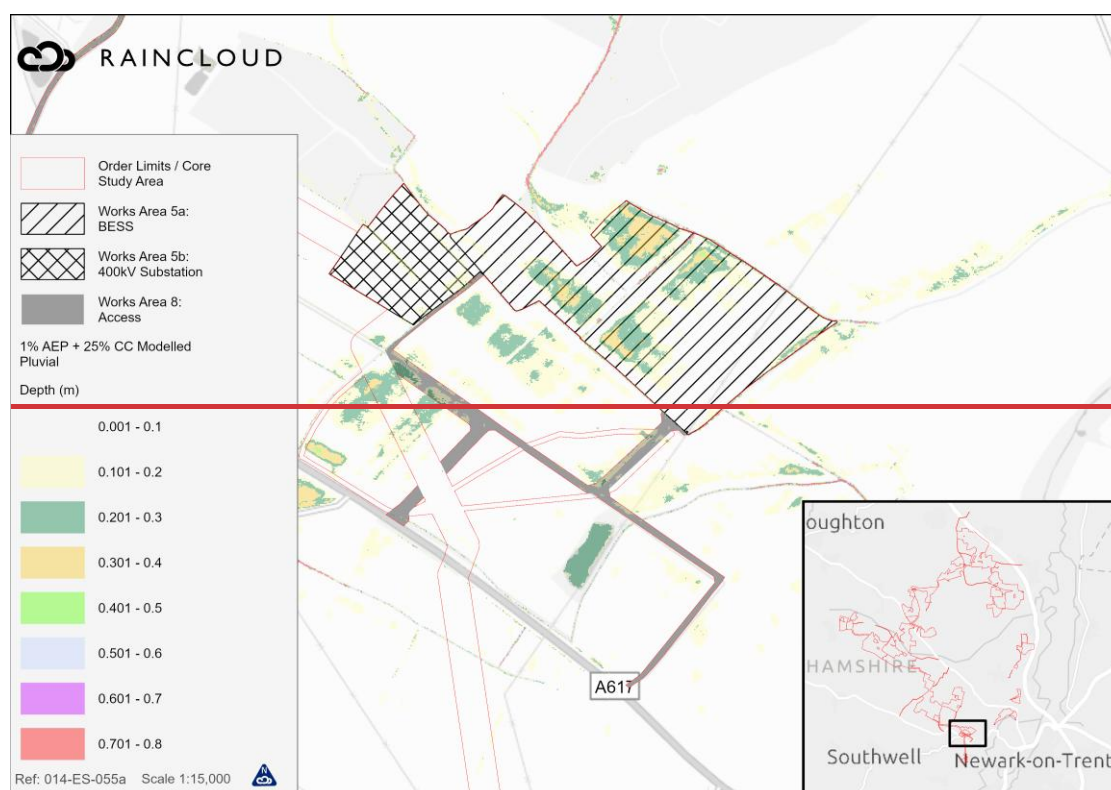 RAINCLOUD
Order Limits / Core
Study Area
Works Area 5a:
BESS
Works Area 5b:
400kV Substation
Works Area 8:
Access
1% AEP + 25% CC Modelled
Pluvial
Depth (m)
0.001 - 0.1
0.101 - 0.2
0.201 - 0.3
0.301 - 0.4
0.401 - 0.5
0.501 - 0.6
0.601 - 0.7
0.701 - 0.8
Ref: 014-ES-055a Scale 1:15,000
N
A617
oughton
HAMSHIRE
Southwell
Newark-on-Trent